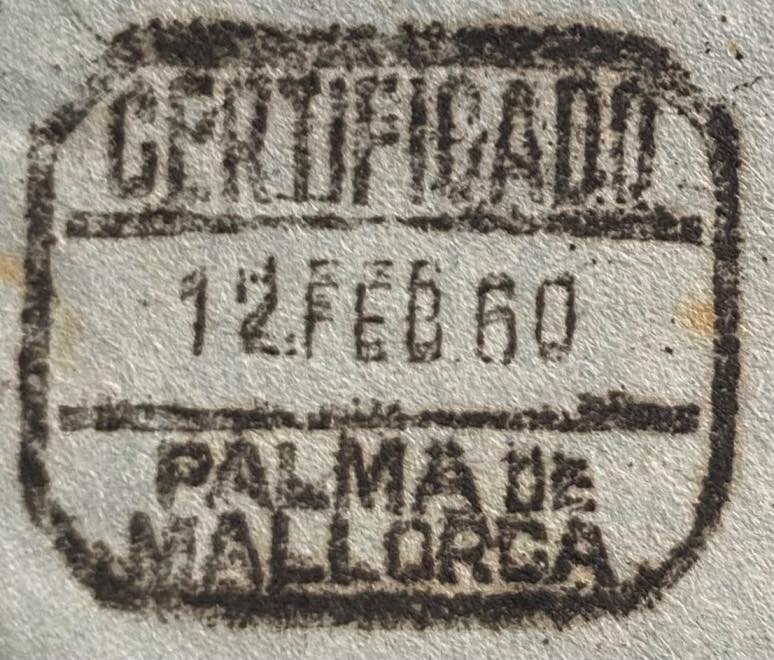 CERTIFICADO
12.FEB.60
PALMA DE
MALLORCA